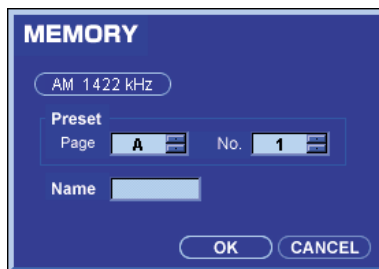 MEMORY
AM 1422 kHz
Preset
Page A No. 1
Name
OK CANCEL